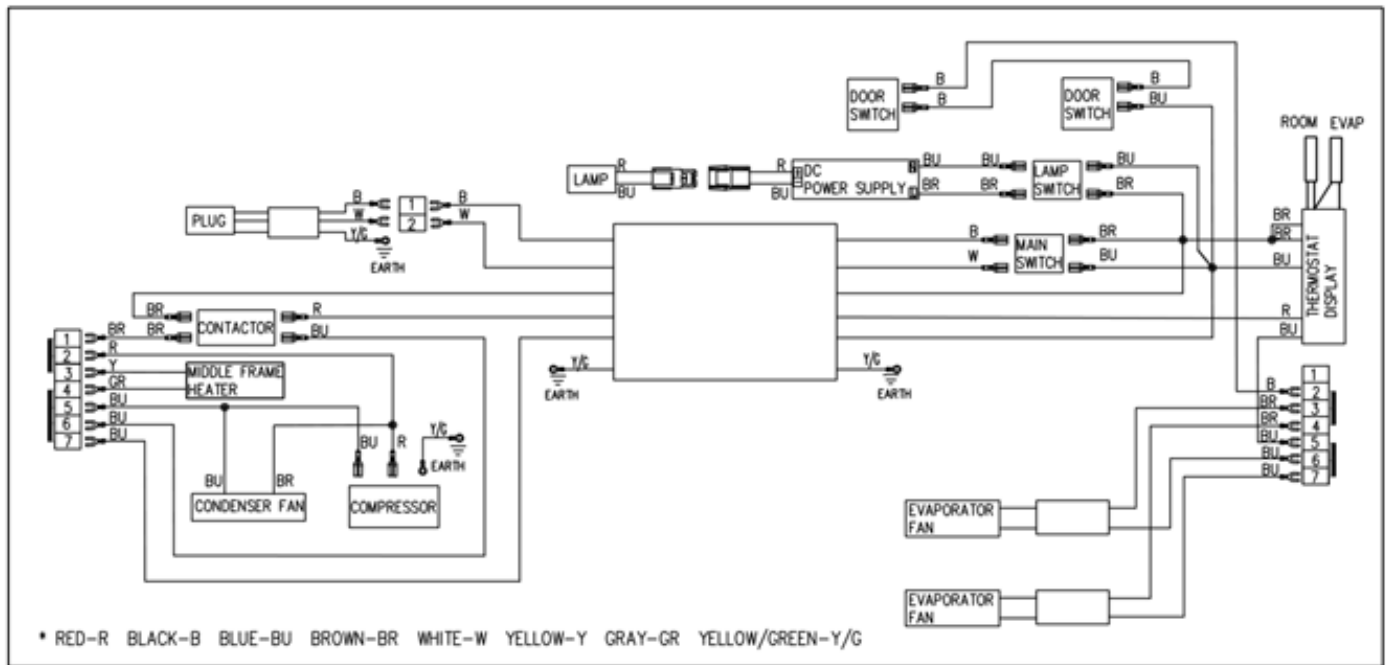 DOOR
SWITCH
B
B
DOOR
SWITCH
B
BU
ROOM EVAP
LAMP
R
BU
R
BU
DC
POWER SUPPLY
N
L
BU
BR
BU
BR
LAMP
SWITCH
BU
BR
PLUG
B
W
Y/G
EARTH
1
2
B
W
B
W
MAIN
SWITCH
BR
BU
BR
BR
BU
R
BU
THERMOSTAT
DISPLAY
BR
BR
CONTACTOR
R
BU
Y/G
EARTH
Y/G
EARTH
1
2
3
4
5
6
7
BR
R
Y
GR
BU
BU
BU
MIDDLE FRAME
HEATER
BU
BR
CONDENSER FAN
BU
R
Y/G
EARTH
COMPRESSOR
B
BR
BR
BU
BU
BU
1
2
3
4
5
6
7
EVAPORATOR
FAN
EVAPORATOR
FAN
* RED-R BLACK-B BLUE-BU BROWN-BR WHITE-W YELLOW-Y GRAY-GR YELLOW/GREEN-Y/G